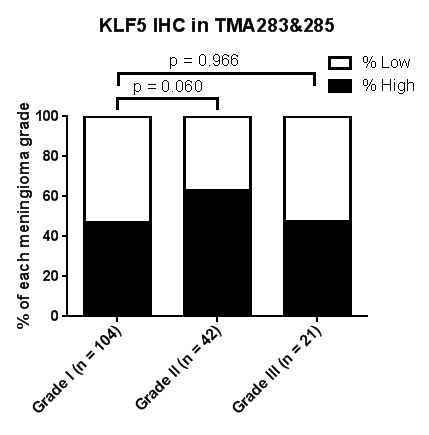 KLF5 IHC in TMA283&285
p = 0.966
p = 0.060
% Low
% High
% of each meningioma grade
100
80
60
40
20
0
Grade I (n = 104)
Grade II (n = 42)
Grade III (n = 21)